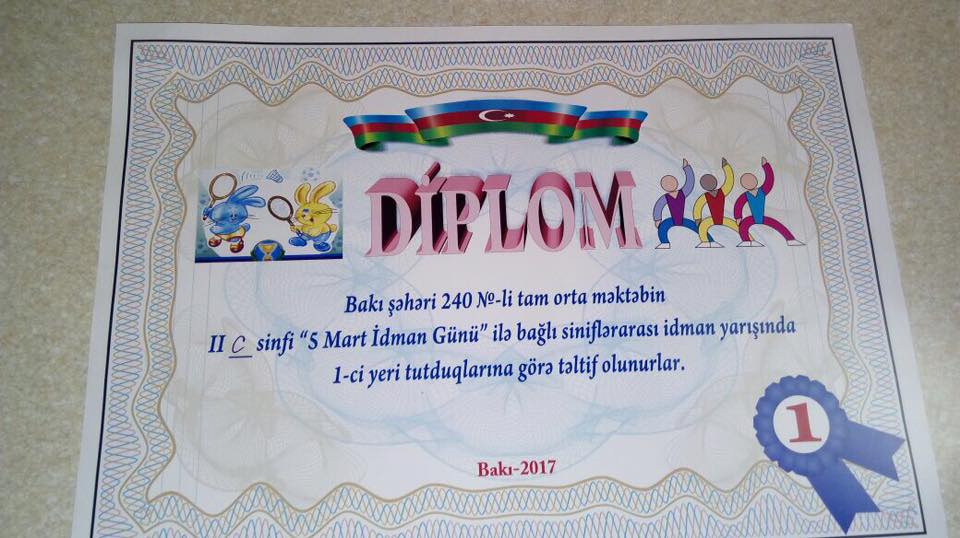 DİPLOM
Bakı şəhəri 240 №-li tam orta məktəbin
II C sinfi “5 Mart İdman Günü” ilə bağlı siniflərarası idman yarışında
1-ci yeri tutduqlarına görə təltif olunurlar.
1
Bakı-2017